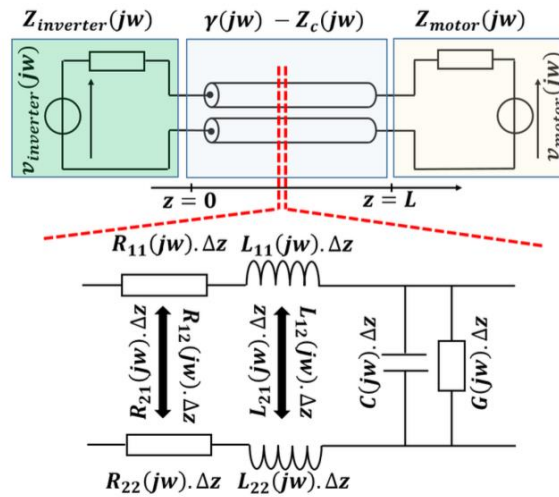 Z_inverter(jw)
γ(jw) − Z_c(jw)
Z_motor(jw)
v_inverter(jw)
v_motor(jw)
z = 0
z = L
R_11(jw).Δz
L_11(jw).Δz
R_21(jw).Δz
R_12(jw).Δz
L_21(jw).Δz
L_12(jw).Δz
C(jw).Δz
G(jw).Δz
R_22(jw).Δz
L_22(jw).Δz